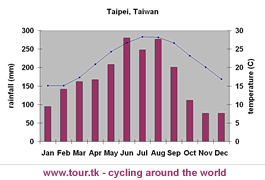 Taipei, Taiwan
300 30
250 25
200 20
150 15
100 10
50 5
0 0
rainfall (mm)
temperature (C)
Jan Feb Mar Apr May Jun Jul Aug Sep Oct Nov Dec
www.tour.tk - cycling around the world